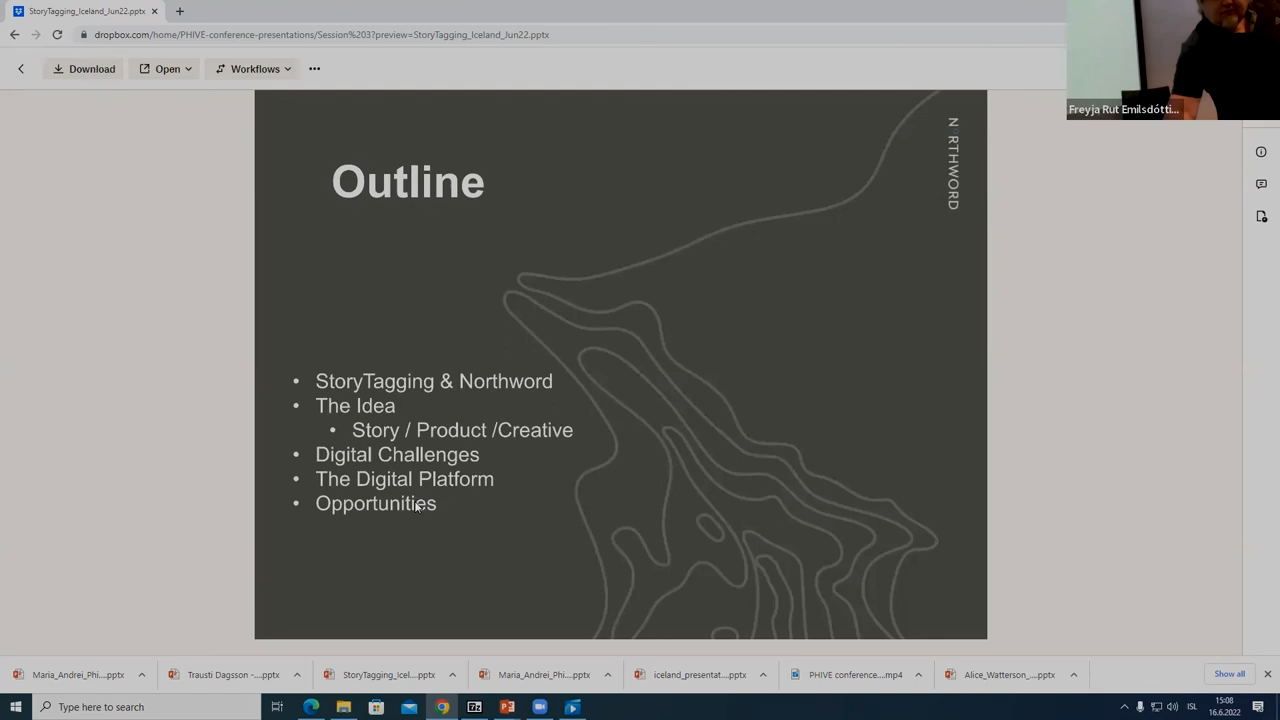 StoryTagging_Iceland_Jun22.pptx
dropbox.com/home/PHIVE-conference-presentations/Session%203?preview=StoryTagging_Iceland_Jun22.pptx
Download
Open
Workflows
Freyja Rut Emilsdótti...
NORTHWORD
Outline
• StoryTagging & Northword
• The Idea
• Story / Product /Creative
• Digital Challenges
• The Digital Platform
• Opportunities
Maria_Andrei_Phi....pptx
Trausti Dagsson -....pptx
StoryTagging_Icel....pptx
Maria_Andrei_Phi....pptx
iceland_presentat....pptx
PHIVE conference....mp4
Alice_Watterson_....pptx
Show all
Type here to search
ÍSL
15:08
16.6.2022